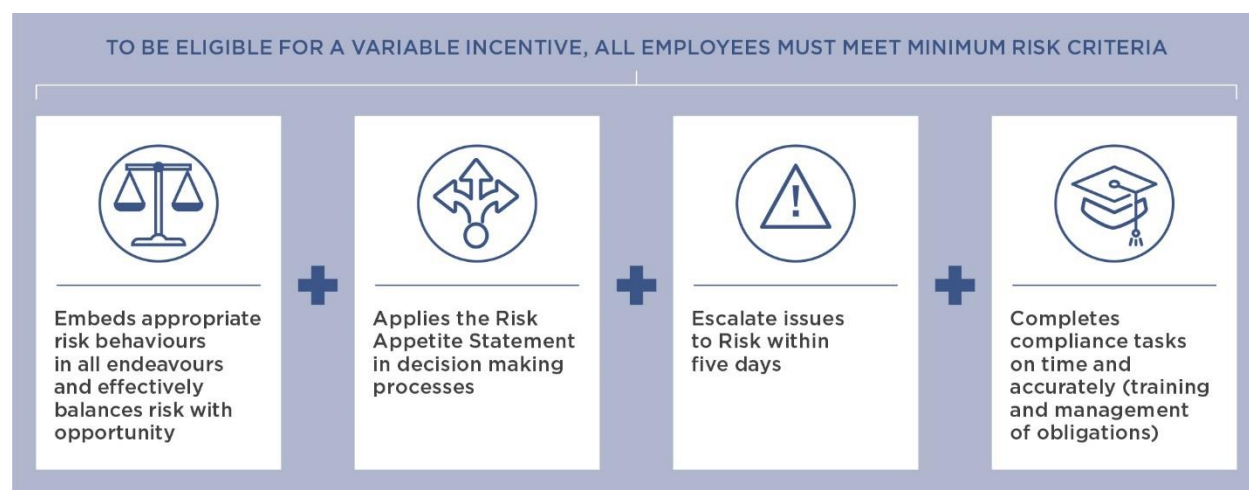 TO BE ELIGIBLE FOR A VARIABLE INCENTIVE, ALL EMPLOYEES MUST MEET MINIMUM RISK CRITERIA
Embeds appropriate
risk behaviours
in all endeavours
and effectively
balances risk with
opportunity
Applies the Risk
Appetite Statement
in decision making
processes
Escalate issues
to Risk within
five days
Completes
compliance tasks
on time and
accurately (training
and management
of obligations)